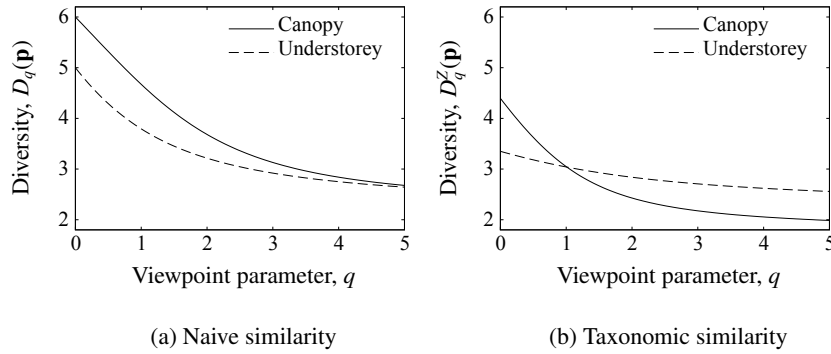 6
5
4
3
2
0 1 2 3 4 5
Diversity, D_q(p)
Viewpoint parameter, q
Canopy
Understorey
(a) Naive similarity
6
5
4
3
2
0 1 2 3 4 5
Diversity, D_q^Z(p)
Viewpoint parameter, q
Canopy
Understorey
(b) Taxonomic similarity